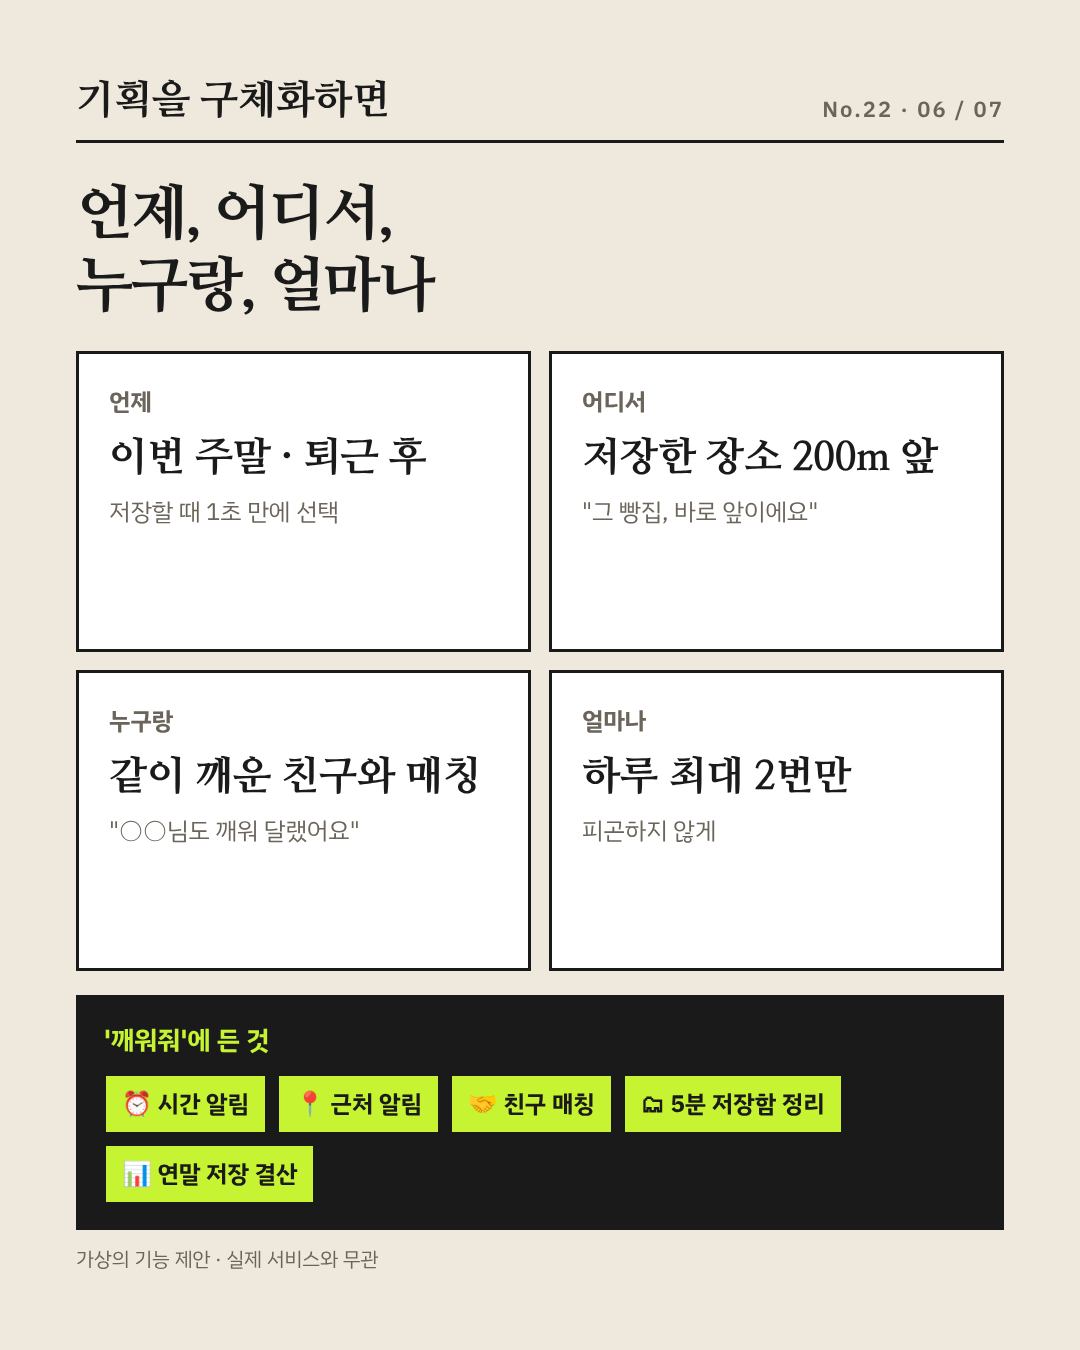 기획을 구체화하면
No.22 · 06 / 07
언제, 어디서,
누구랑, 얼마나
언제
이번 주말 · 퇴근 후
저장할 때 1초 만에 선택
어디서
저장한 장소 200m 앞
"그 빵집, 바로 앞이에요"
누구랑
같이 깨운 친구와 매칭
"○○님도 깨워 달랬어요"
얼마나
하루 최대 2번만
피곤하지 않게
'깨워줘'에 든 것
⏰ 시간 알림
📍 근처 알림
🤝 친구 매칭
🗂 5분 저장함 정리
📊 연말 저장 결산
가상의 기능 제안 · 실제 서비스와 무관